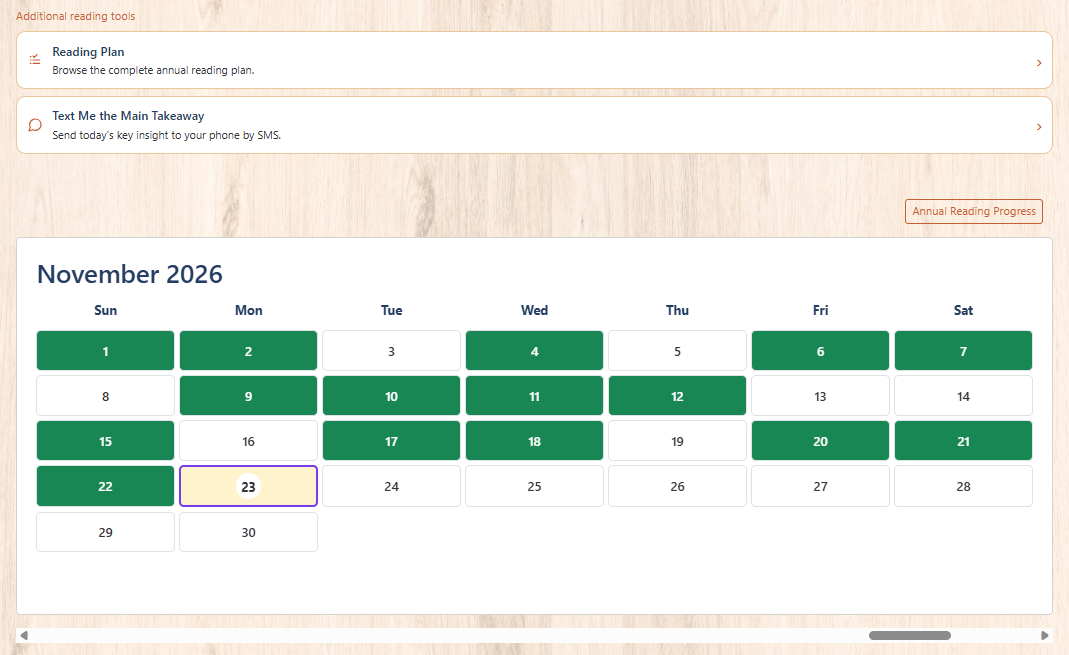 Additional reading tools
Reading Plan
Browse the complete annual reading plan.
Text Me the Main Takeaway
Send today's key insight to your phone by SMS.
Annual Reading Progress
November 2026
Sun Mon Tue Wed Thu Fri Sat
1 2 3 4 5 6 7
8 9 10 11 12 13 14
15 16 17 18 19 20 21
22 23 24 25 26 27 28
29 30